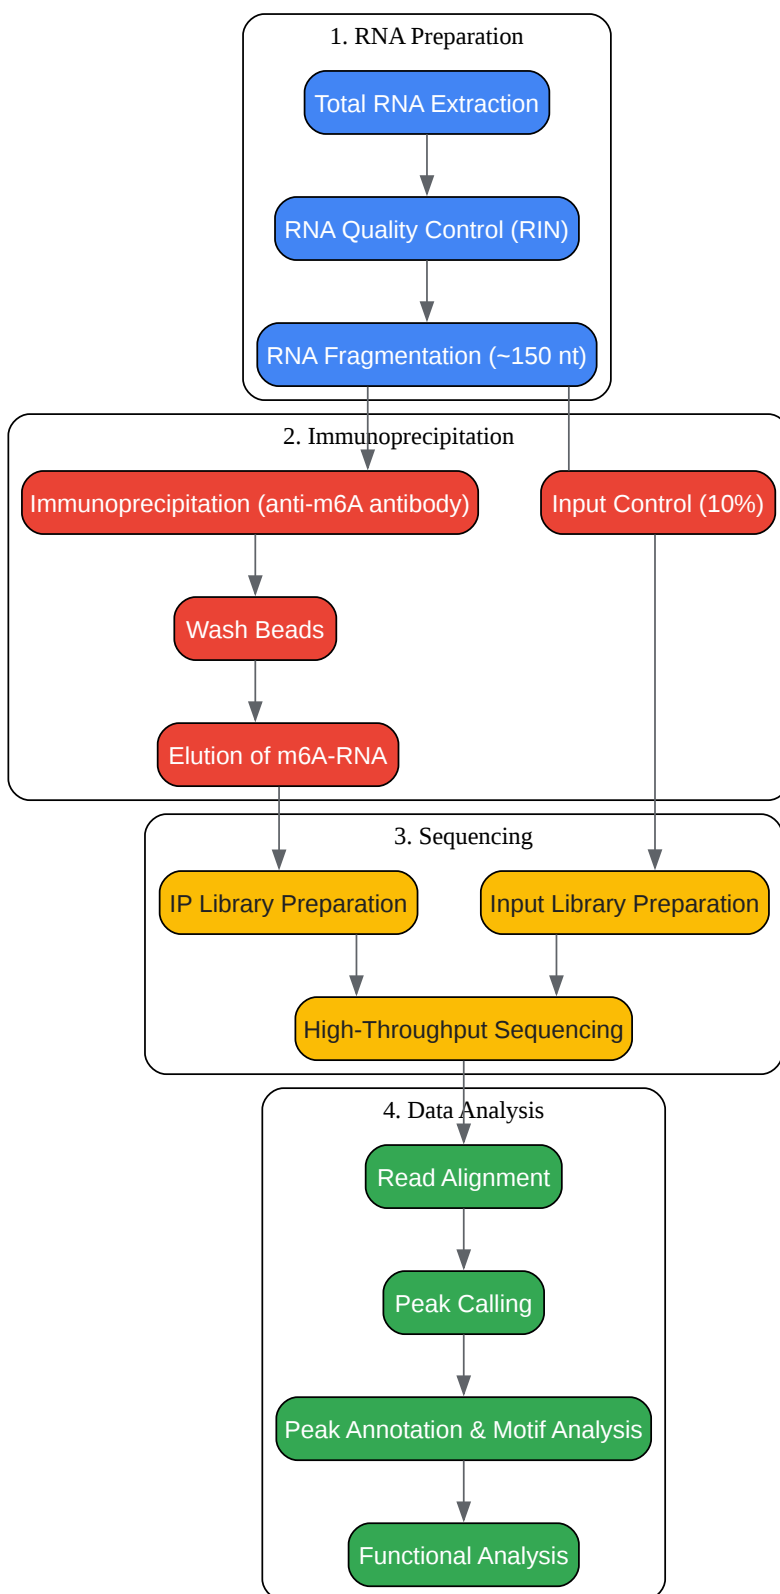 1. RNA Preparation
Total RNA Extraction
RNA Quality Control (RIN)
RNA Fragmentation (~150 nt)
2. Immunoprecipitation
Immunoprecipitation (anti-m6A antibody)
Input Control (10%)
Wash Beads
Elution of m6A-RNA
3. Sequencing
IP Library Preparation
Input Library Preparation
High-Throughput Sequencing
4. Data Analysis
Read Alignment
Peak Calling
Peak Annotation & Motif Analysis
Functional Analysis